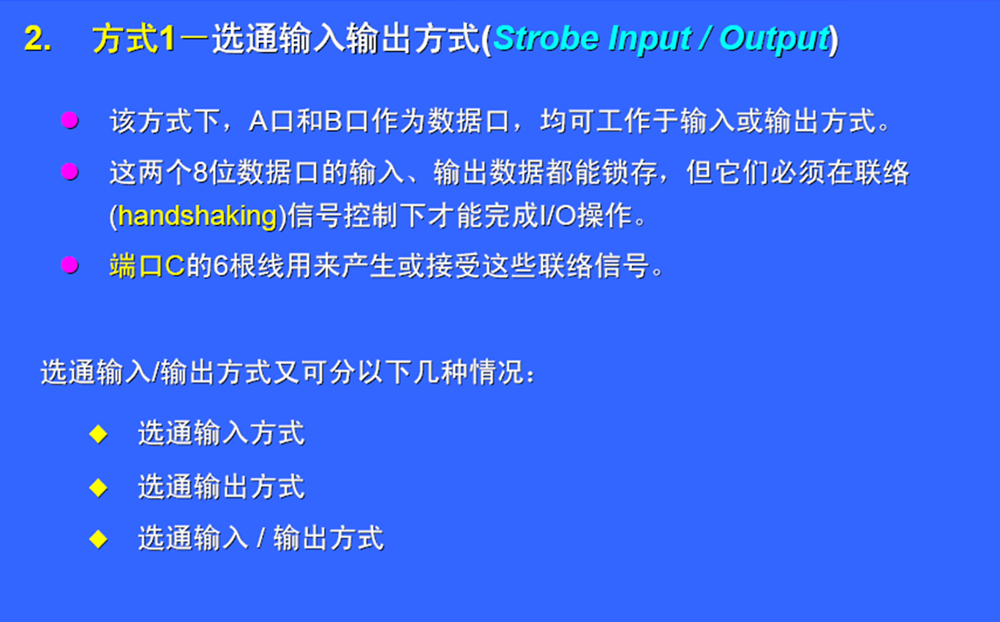 2. 方式1－选通输入输出方式(Strobe Input / Output)
该方式下，A口和B口作为数据口，均可工作于输入或输出方式。
这两个8位数据口的输入、输出数据都能锁存，但它们必须在联络
(handshaking)信号控制下才能完成I/O操作。
端口C的6根线用来产生或接受这些联络信号。
选通输入/输出方式又可分以下几种情况：
选通输入方式
选通输出方式
选通输入 / 输出方式